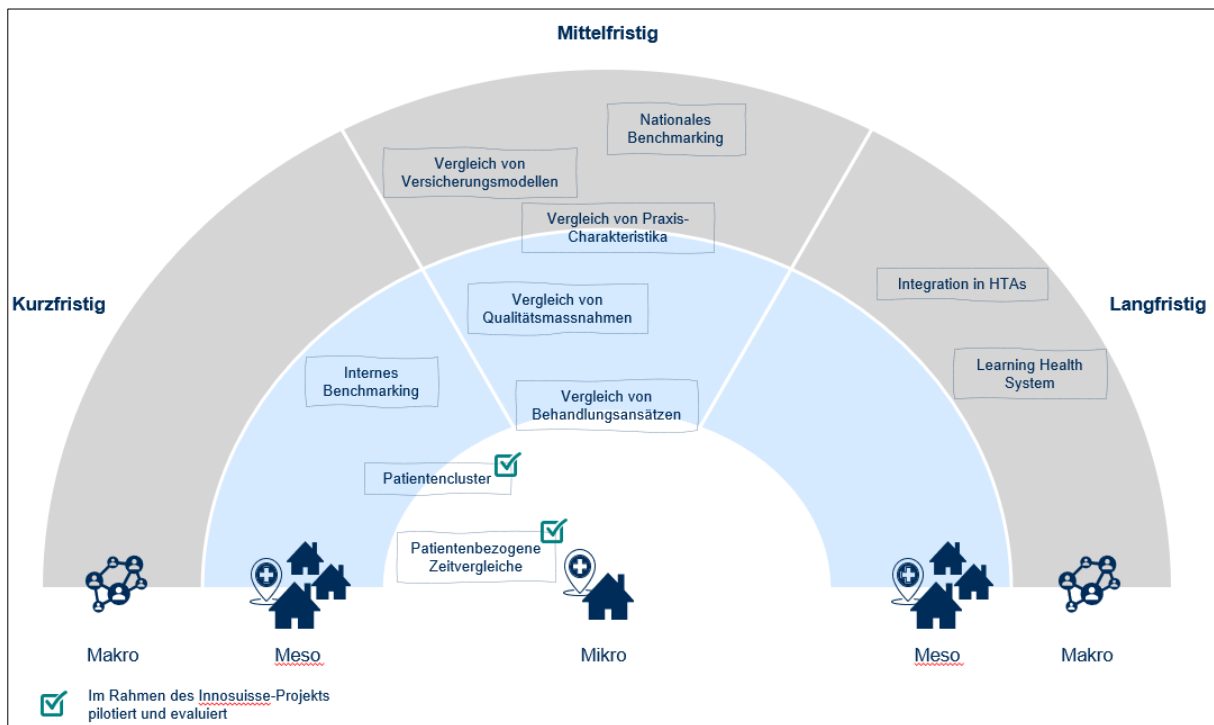 Mittelfristig
Nationales
Benchmarking
Vergleich von
Versicherungsmodellen
Vergleich von Praxis-
Charakteristika
Kurzfristig
Integration in HTAs
Langfristig
Vergleich von
Qualitätsmassnahmen
Internes
Benchmarking
Learning Health
System
Vergleich von
Behandlungsansätzen
Patientencluster
Patientenbezogene
Zeitvergleiche
Makro
Meso
Mikro
Meso
Makro
Im Rahmen des Innosuisse-Projekts
pilotiert und evaluiert